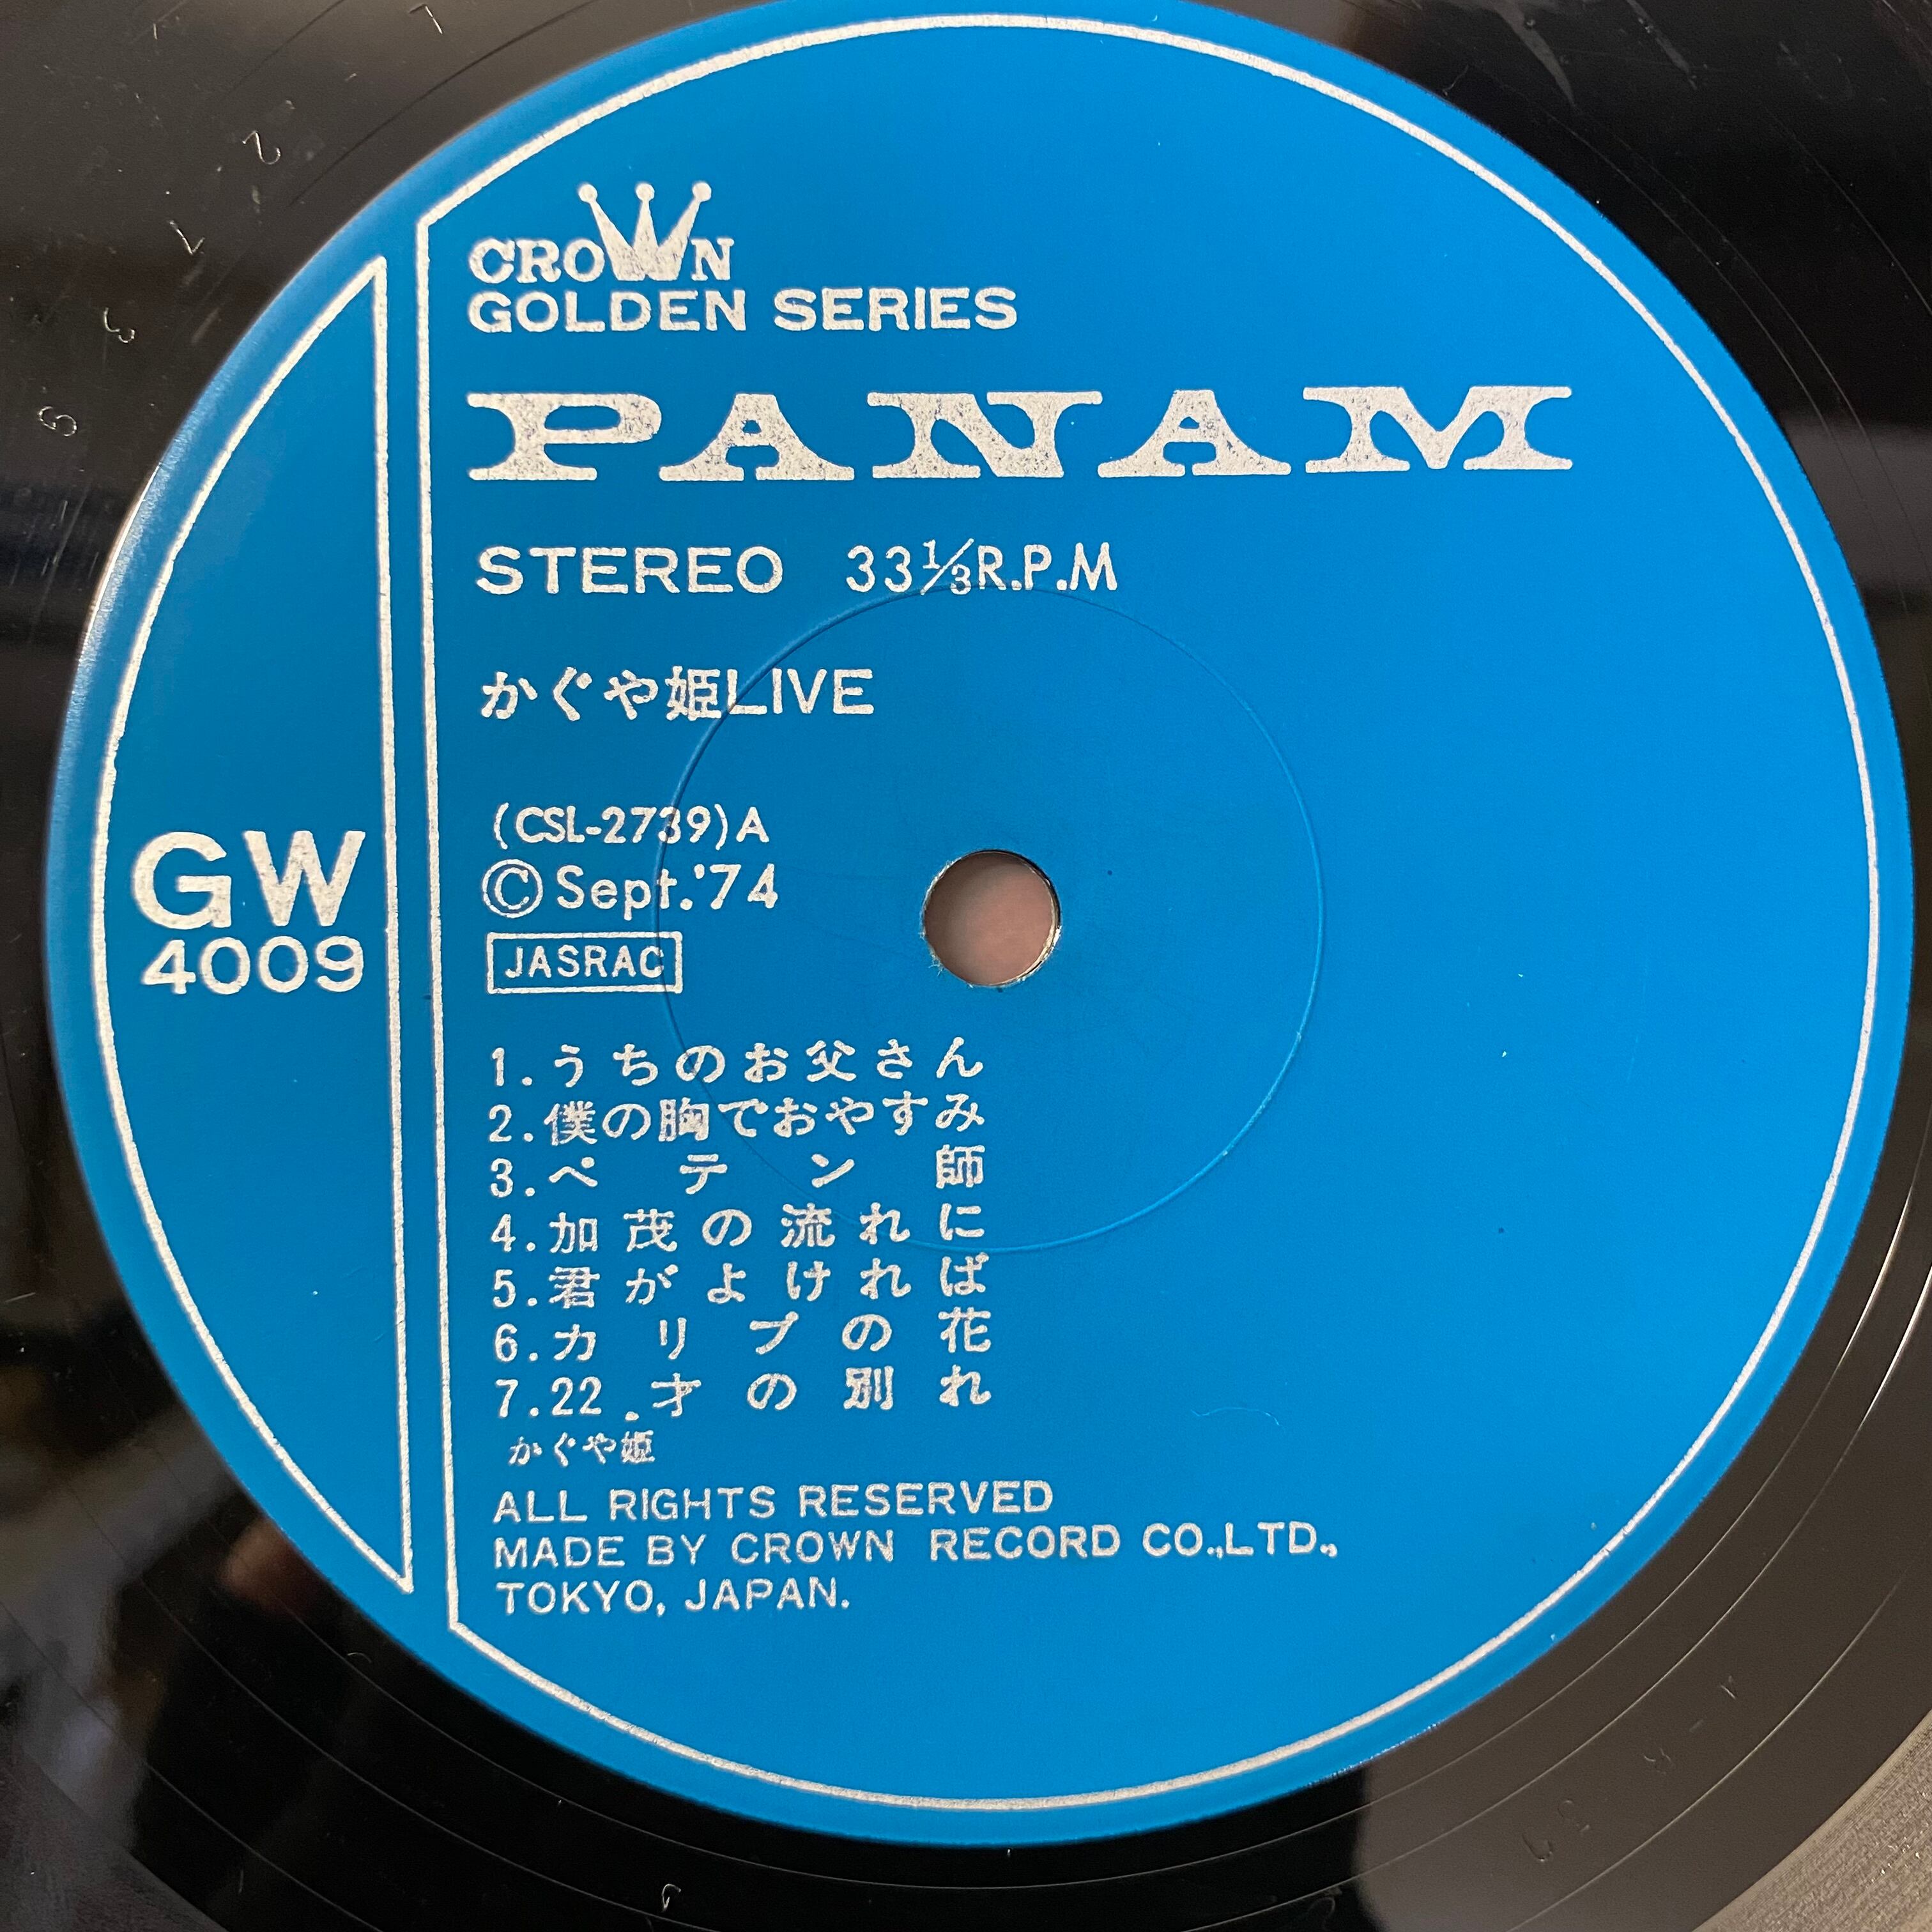 CROWN
GOLDEN SERIES
PANAM
STEREO 33⅓R.P.M
かぐや姫LIVE
(CSL-2739)A
©Sept.'74
JASRAC
GW
4009
1.うちのお父さん
2.僕の胸でおやすみ
3.ペテン師
4.加茂の流れに
5.君がよければ
6.カリブの花
7.22.才の別れ
かぐや姫
ALL RIGHTS RESERVED
MADE BY CROWN RECORD CO.,LTD.,
TOKYO, JAPAN.